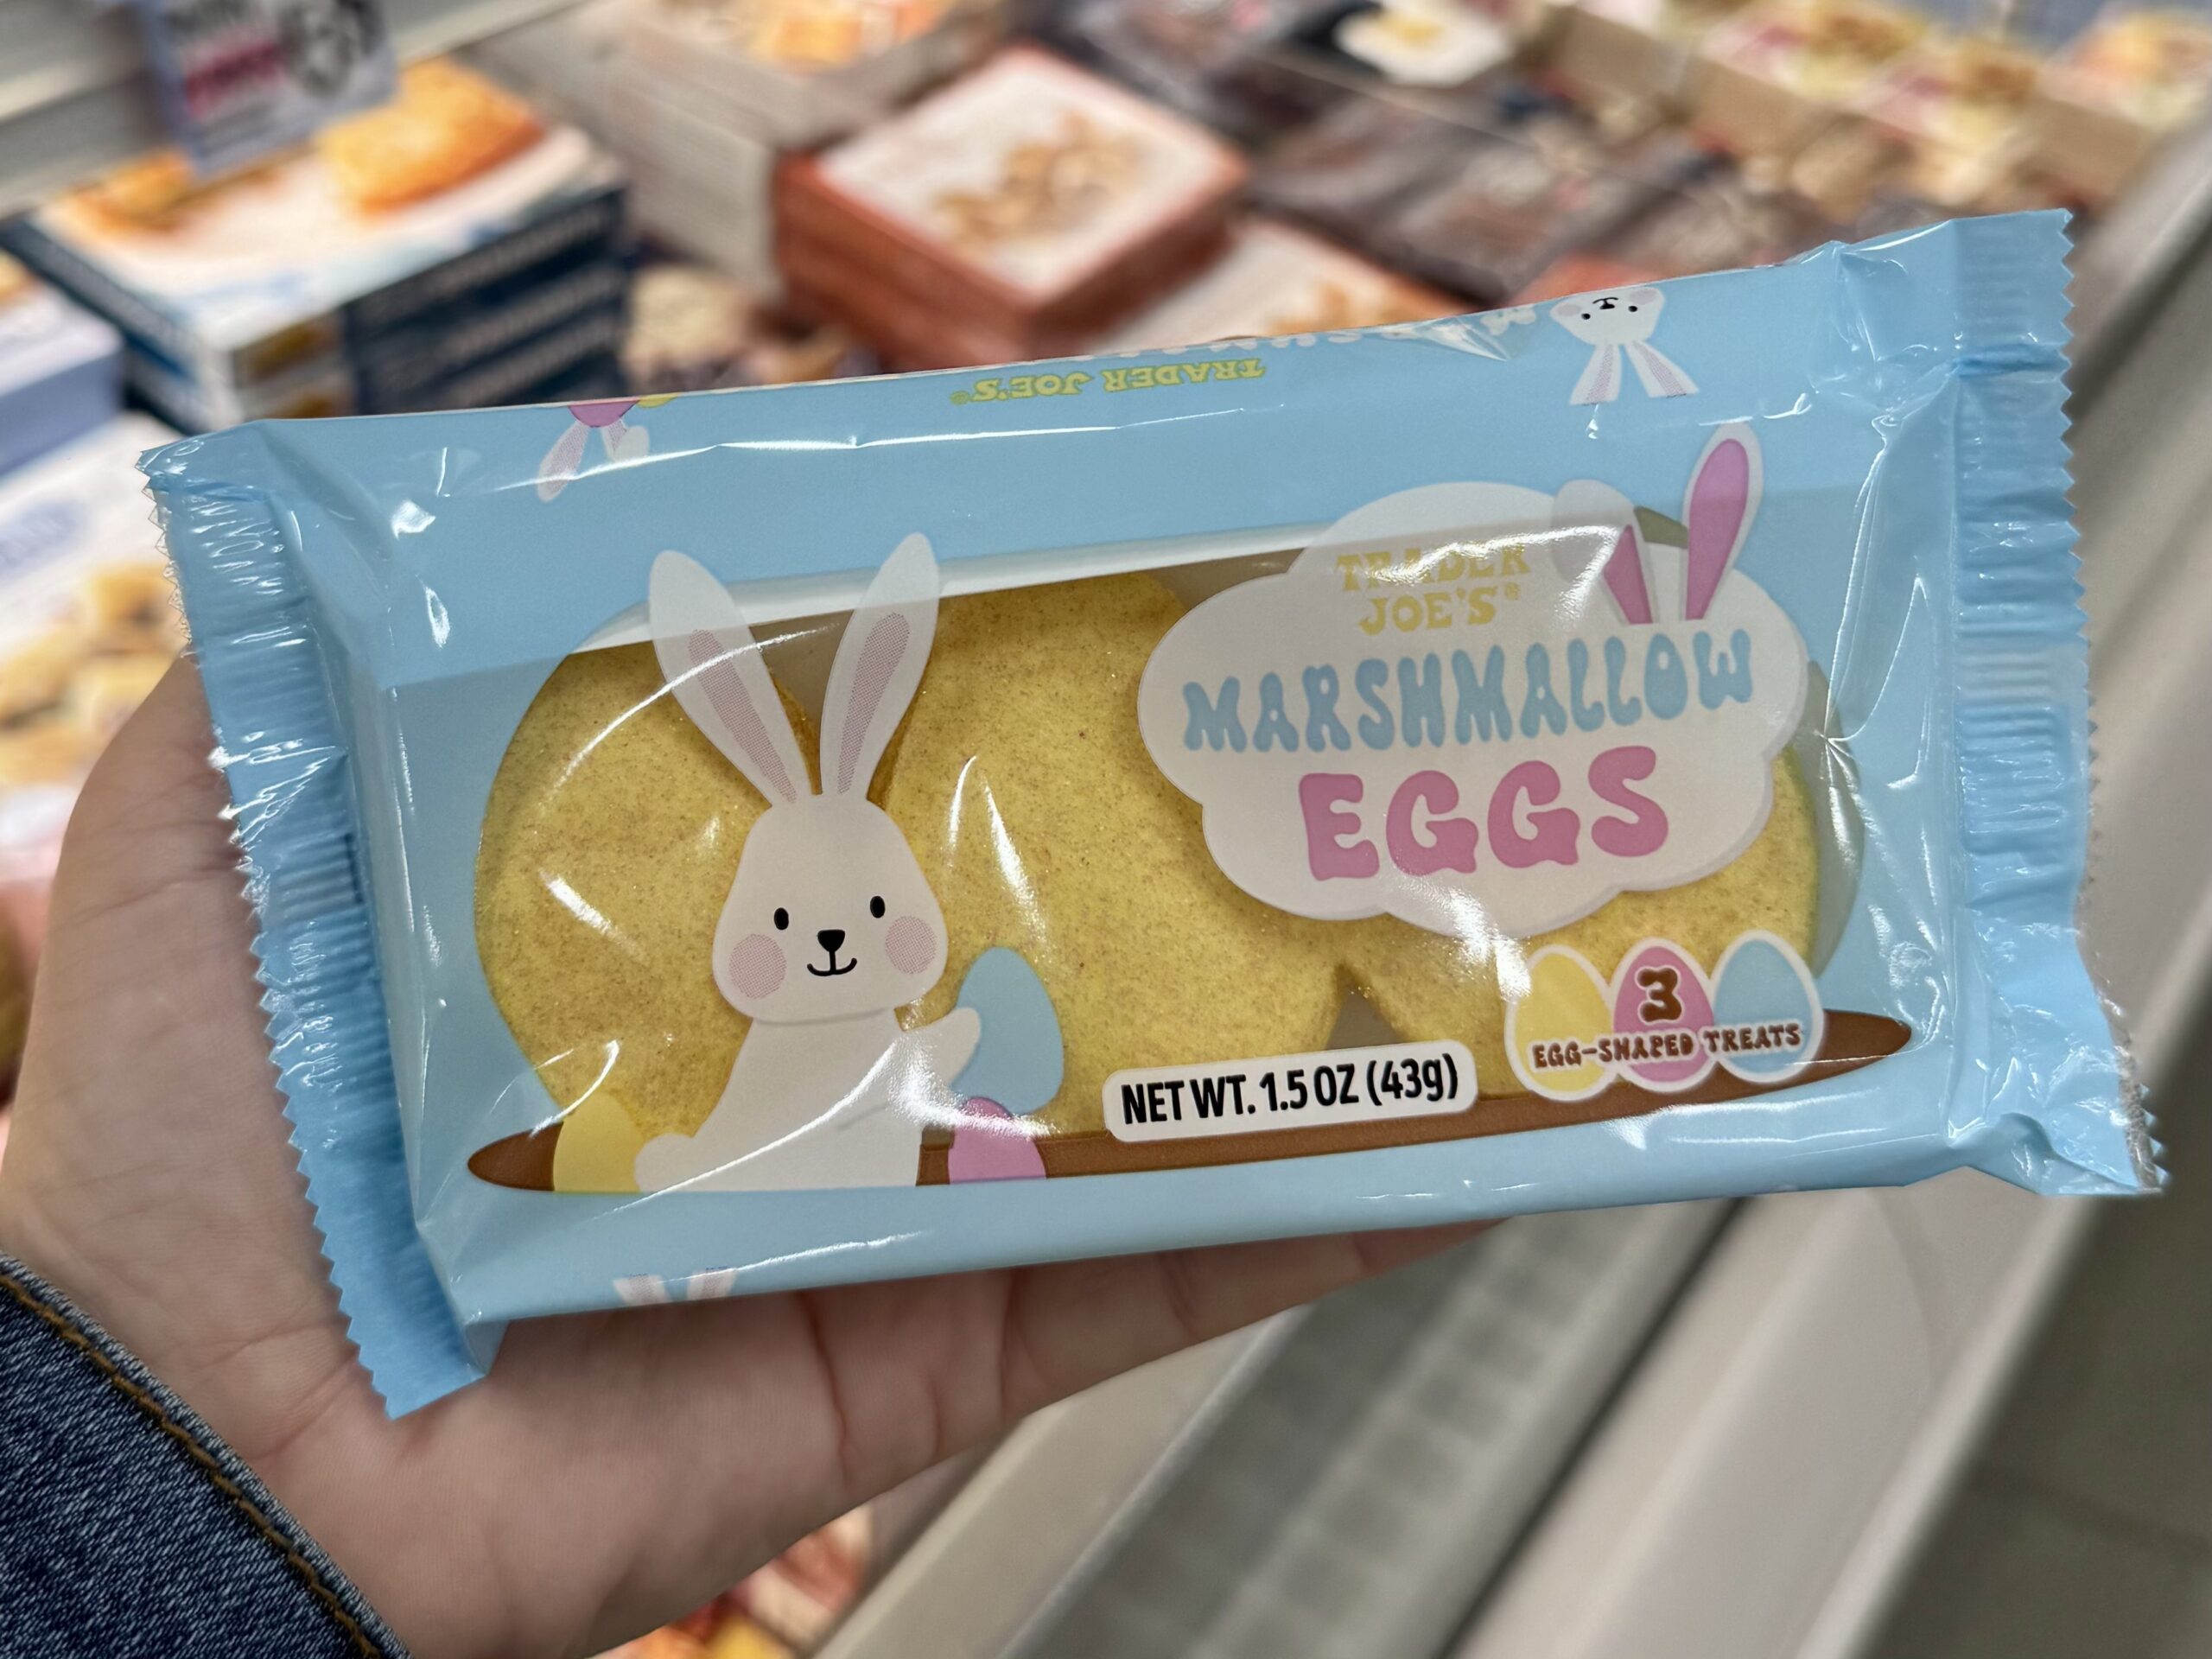 TRADER JOE'S®
TRADER
JOE'S®
MARSHMALLOW
EGGS
3
EGG-SHAPED TREATS
NET WT. 1.5 OZ (43g)